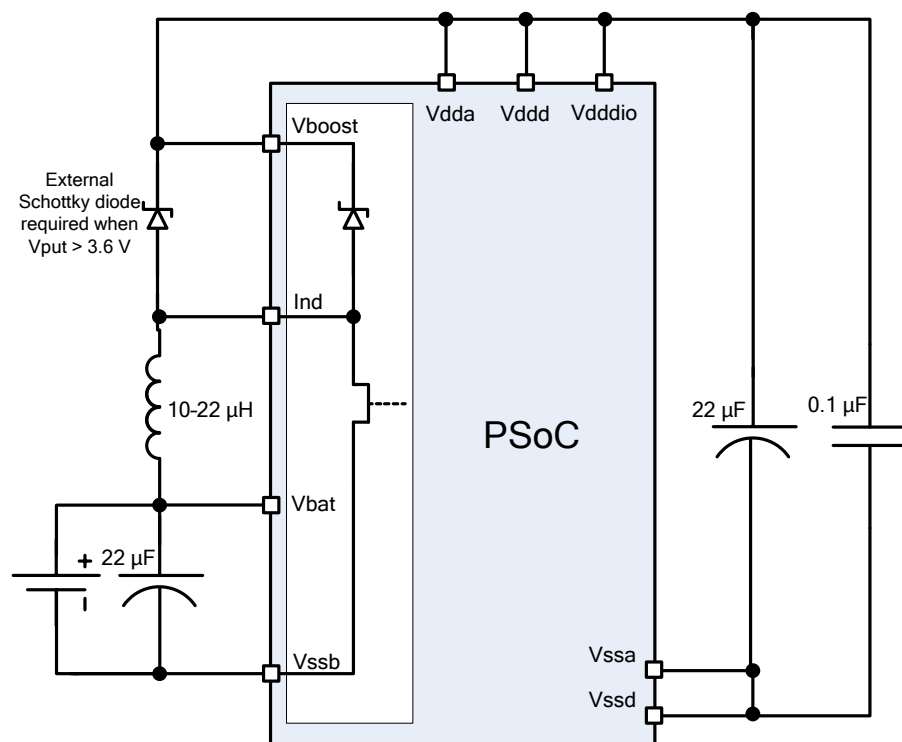 Vdda
Vddd
Vdddio
Vboost
External
Schottky diode
required when
Vput > 3.6 V
Ind
10-22 µH
PSoC
22 µF
0.1 µF
Vbat
22 µF
Vssb
Vssa
Vssd